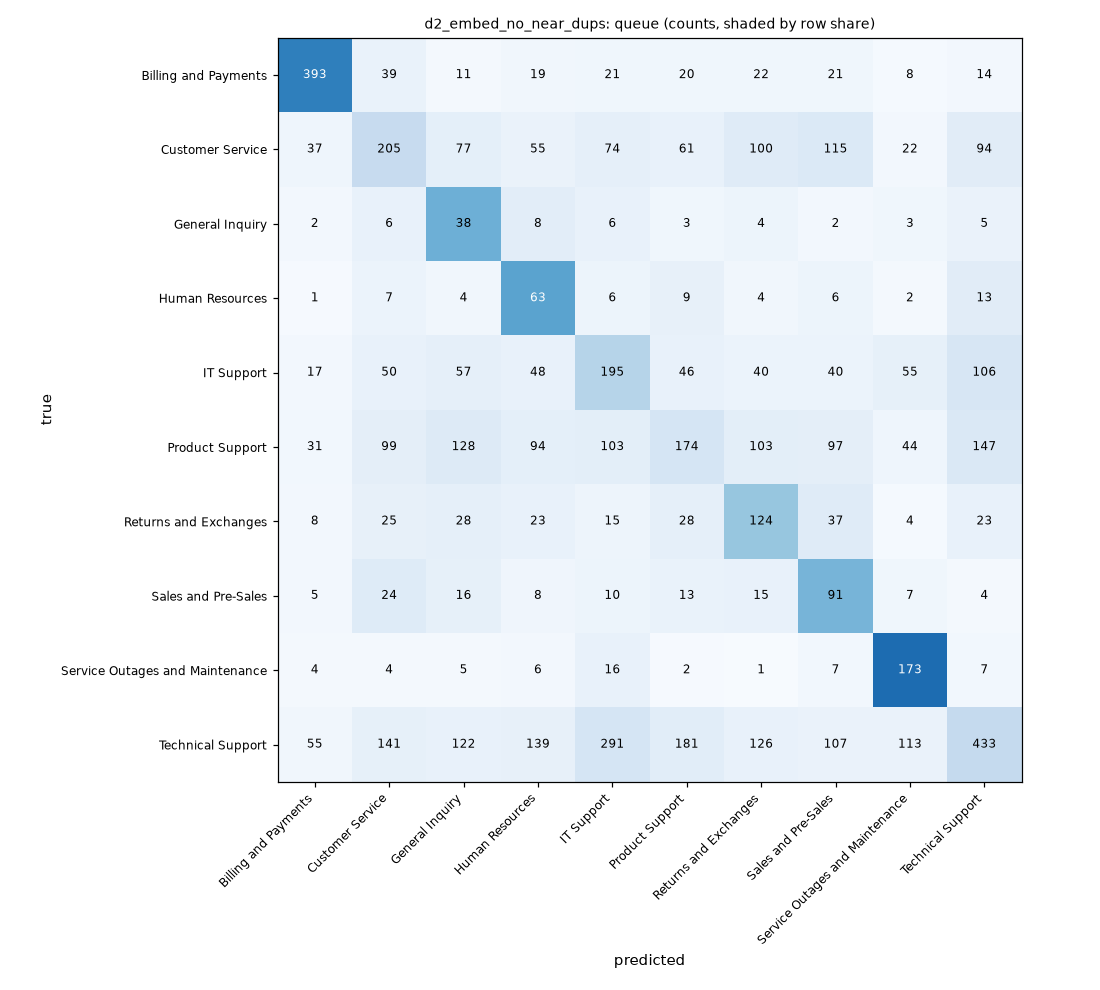 d2_embed_no_near_dups: queue (counts, shaded by row share)
true
Billing and Payments 393 39 11 19 21 20 22 21 8 14
Customer Service 37 205 77 55 74 61 100 115 22 94
General Inquiry 2 6 38 8 6 3 4 2 3 5
Human Resources 1 7 4 63 6 9 4 6 2 13
IT Support 17 50 57 48 195 46 40 40 55 106
Product Support 31 99 128 94 103 174 103 97 44 147
Returns and Exchanges 8 25 28 23 15 28 124 37 4 23
Sales and Pre-Sales 5 24 16 8 10 13 15 91 7 4
Service Outages and Maintenance 4 4 5 6 16 2 1 7 173 7
Technical Support 55 141 122 139 291 181 126 107 113 433
Billing and Payments
Customer Service
General Inquiry
Human Resources
IT Support
Product Support
Returns and Exchanges
Sales and Pre-Sales
Service Outages and Maintenance
Technical Support
predicted